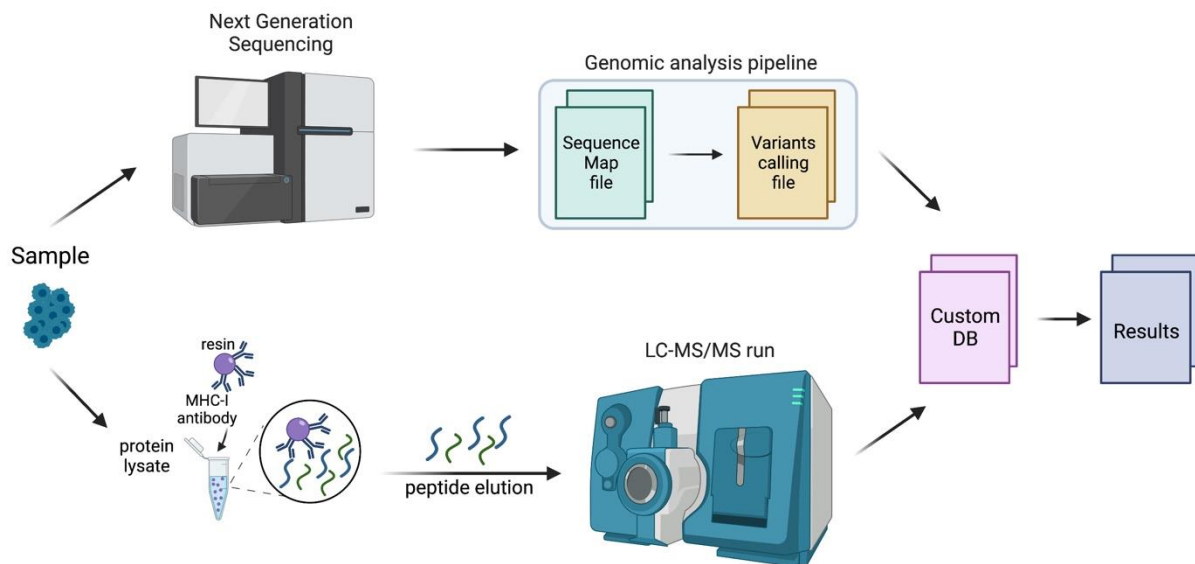 Next Generation
Sequencing
Genomic analysis pipeline
Sequence
Map
file
Variants
calling
file
Sample
resin
MHC-I
antibody
protein
lysate
peptide elution
LC-MS/MS run
Custom
DB
Results